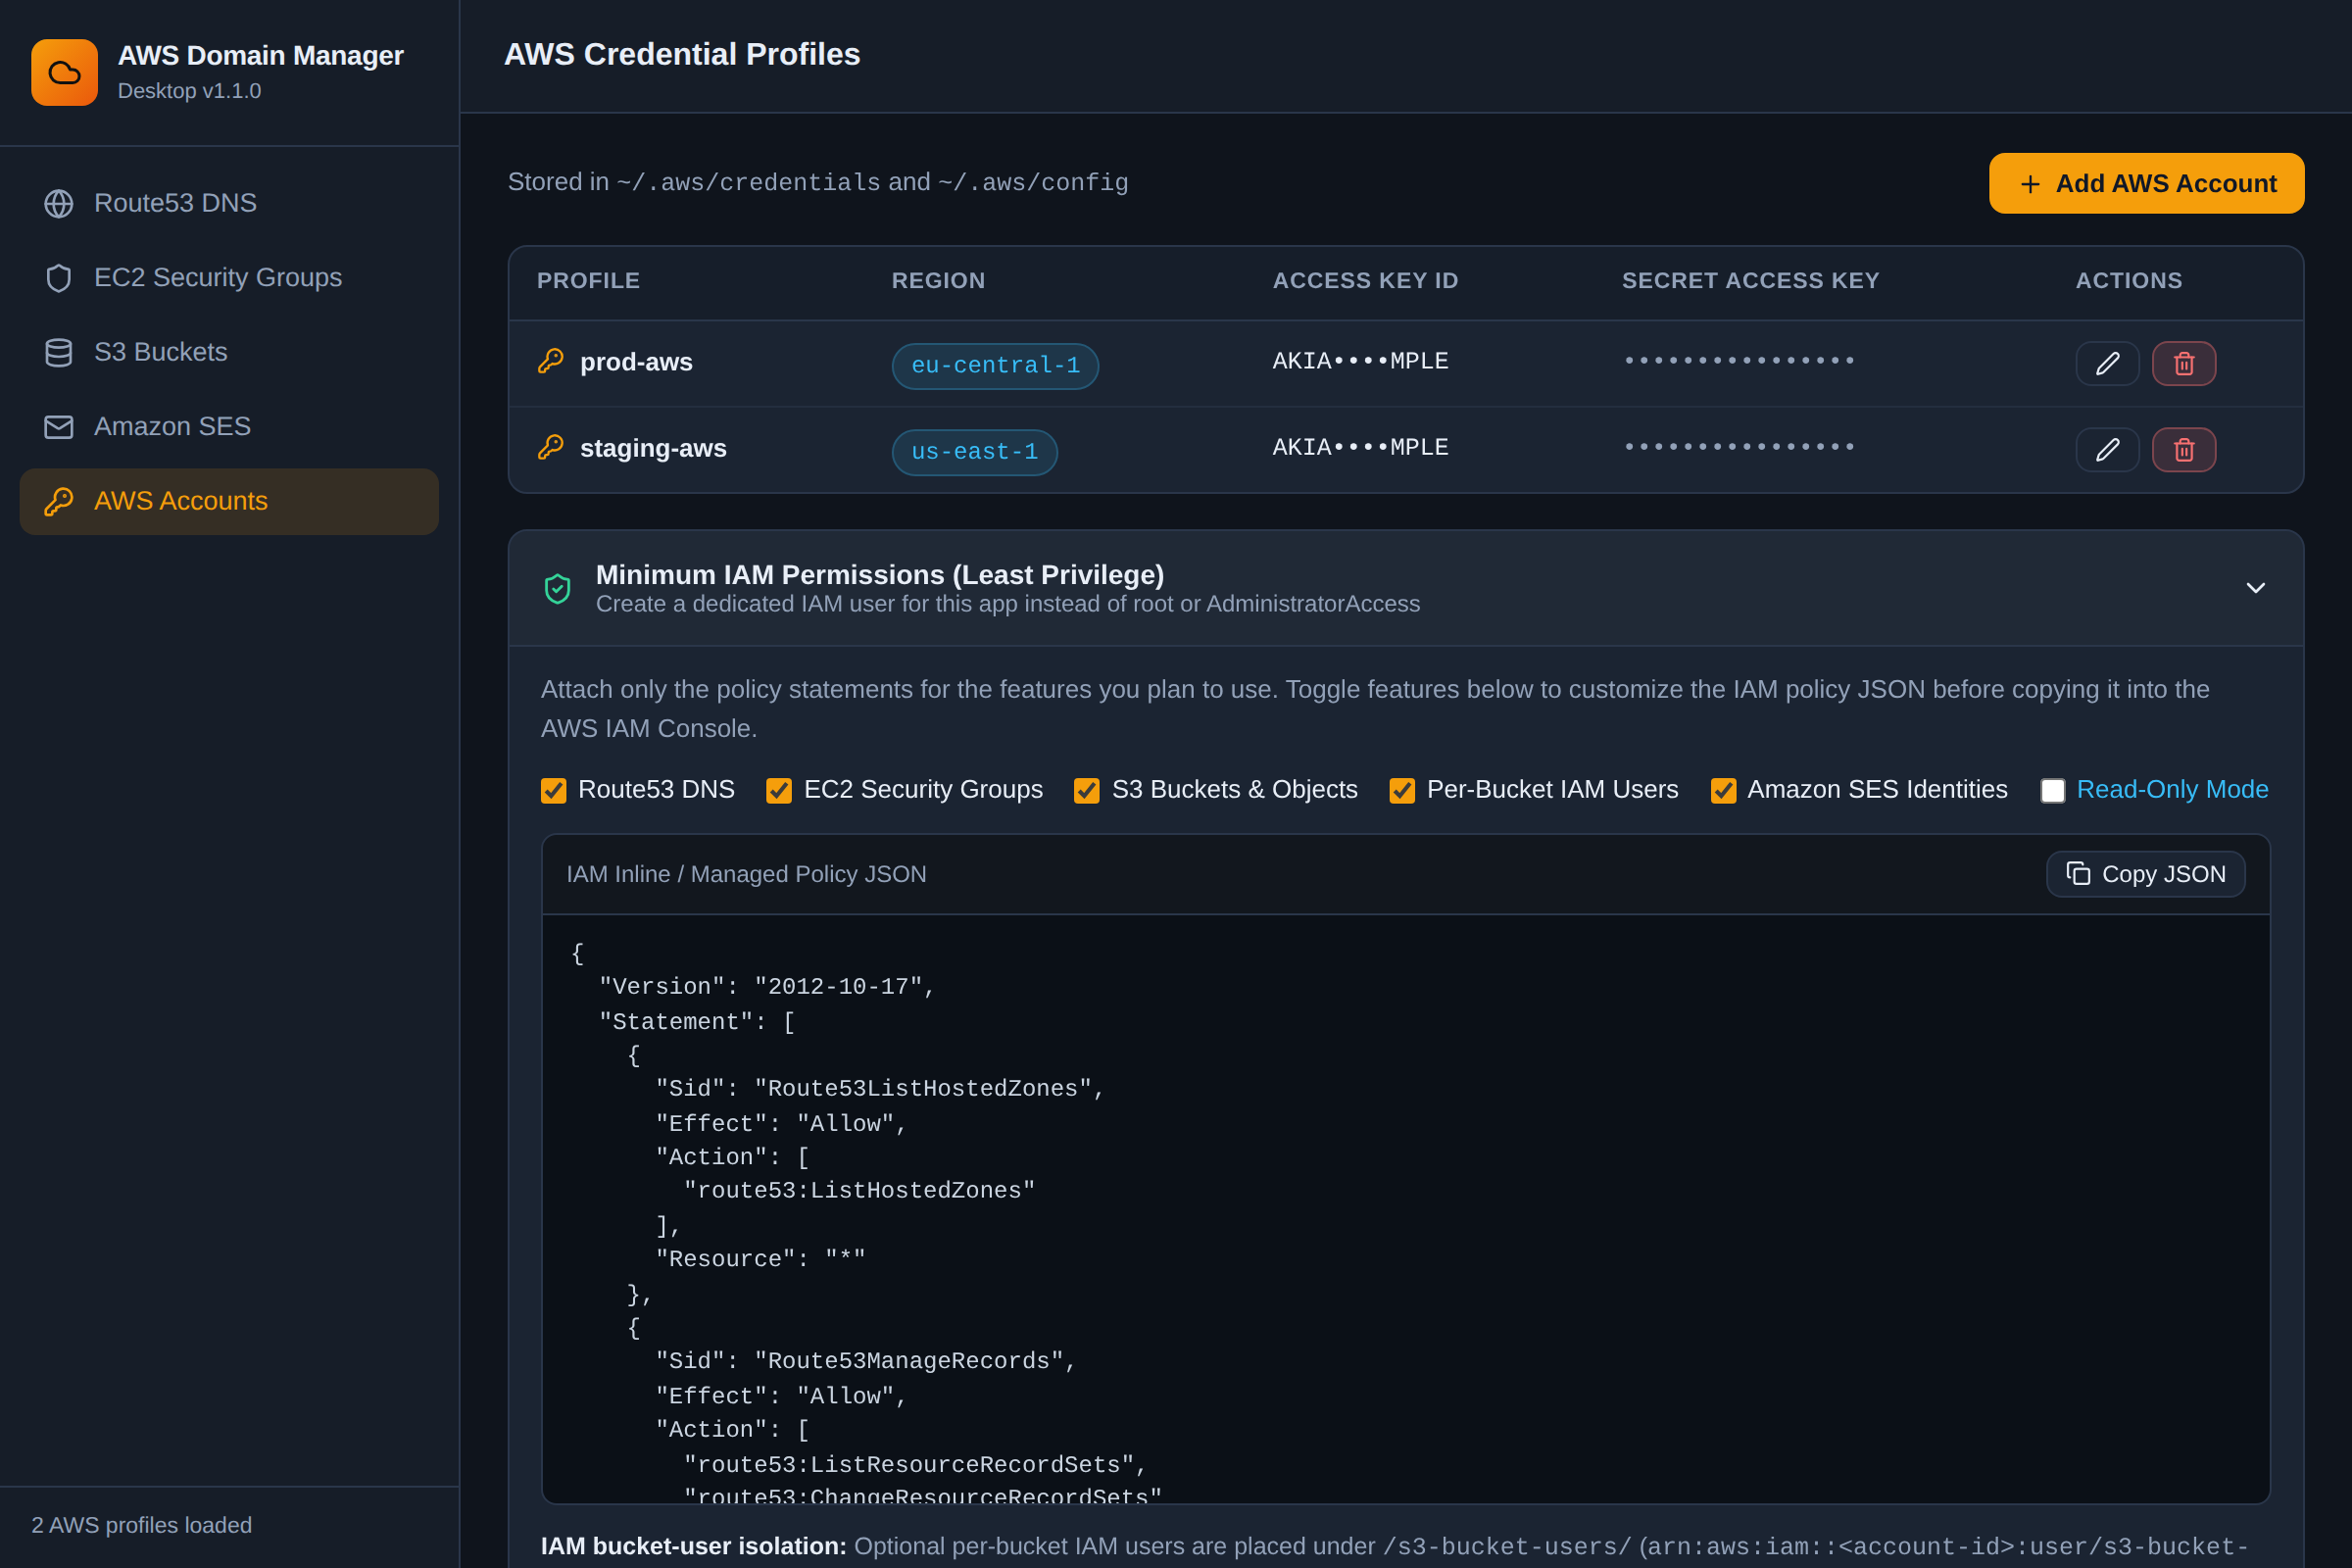 AWS Domain Manager
Desktop v1.1.0
Route53 DNS
EC2 Security Groups
S3 Buckets
Amazon SES
AWS Accounts
2 AWS profiles loaded
AWS Credential Profiles
Stored in ~/.aws/credentials and ~/.aws/config
Add AWS Account
PROFILE REGION ACCESS KEY ID SECRET ACCESS KEY ACTIONS
prod-aws eu-central-1 AKIA••••MPLE ••••••••••••••••
staging-aws us-east-1 AKIA••••MPLE ••••••••••••••••
Minimum IAM Permissions (Least Privilege)
Create a dedicated IAM user for this app instead of root or AdministratorAccess
Attach only the policy statements for the features you plan to use. Toggle features below to customize the IAM policy JSON before copying it into the
AWS IAM Console.
Route53 DNS EC2 Security Groups S3 Buckets & Objects Per-Bucket IAM Users Amazon SES Identities Read-Only Mode
IAM Inline / Managed Policy JSON Copy JSON
{
  "Version": "2012-10-17",
  "Statement": [
    {
      "Sid": "Route53ListHostedZones",
      "Effect": "Allow",
      "Action": [
        "route53:ListHostedZones"
      ],
      "Resource": "*"
    },
    {
      "Sid": "Route53ManageRecords",
      "Effect": "Allow",
      "Action": [
        "route53:ListResourceRecordSets",
        "route53:ChangeResourceRecordSets"
IAM bucket-user isolation: Optional per-bucket IAM users are placed under /s3-bucket-users/ (arn:aws:iam::<account-id>:user/s3-bucket-